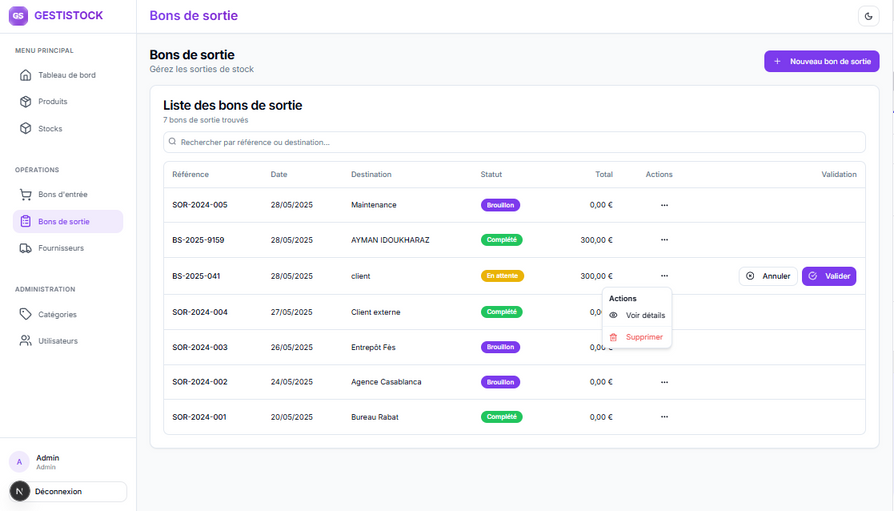 GS GESTISTOCK
Bons de sortie
MENU PRINCIPAL
Tableau de bord
Produits
Stocks
OPÉRATIONS
Bons d'entrée
Bons de sortie
Fournisseurs
ADMINISTRATION
Catégories
Utilisateurs
A
Admin
Admin
N
Déconnexion
Bons de sortie
Gérez les sorties de stock
+ Nouveau bon de sortie
Liste des bons de sortie
7 bons de sortie trouvés
Rechercher par référence ou destination...
Référence Date Destination Statut Total Actions Validation
SOR-2024-005 28/05/2025 Maintenance Brouillon 0,00 € ...
BS-2025-9159 28/05/2025 AYMAN IDOUKHARAZ Complété 300,00 € ...
BS-2025-041 28/05/2025 client En attente 300,00 € ... Annuler Valider
SOR-2024-004 27/05/2025 Client externe Complété 0,0
SOR-2024-003 26/05/2025 Entrepôt Fès Brouillon 0,00 €
SOR-2024-002 24/05/2025 Agence Casablanca Brouillon 0,00 € ...
SOR-2024-001 20/05/2025 Bureau Rabat Complété 0,00 € ...
Actions
Voir détails
Supprimer